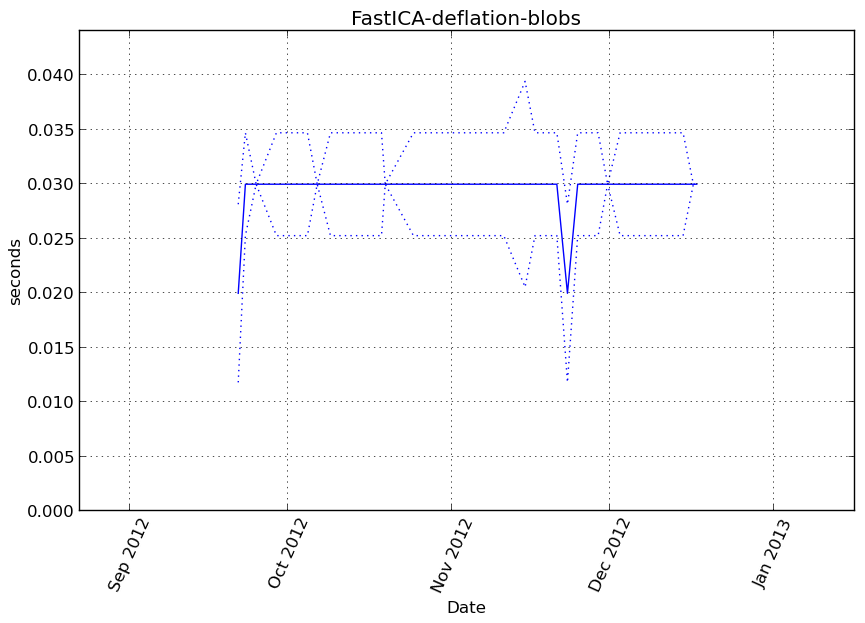 FastICA-deflation-blobs
0.040
0.035
0.030
0.025
0.020
0.015
0.010
0.005
0.000
seconds
Sep 2012
Oct 2012
Nov 2012
Dec 2012
Jan 2013
Date